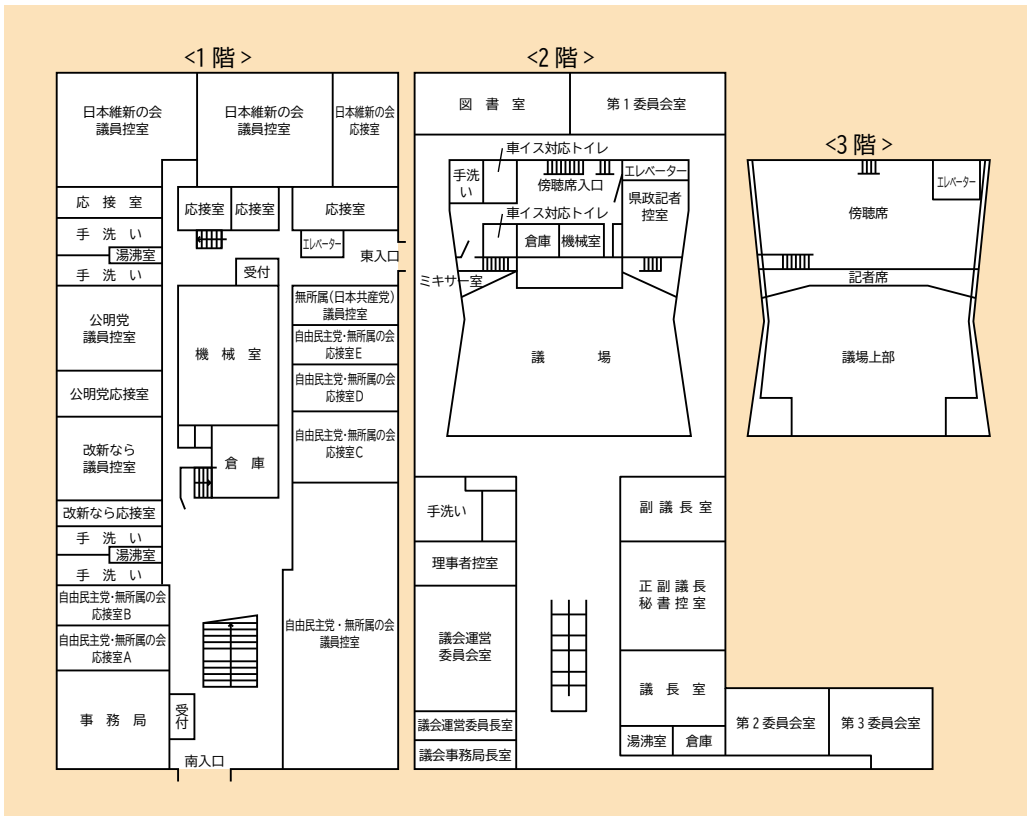 <1階>
日本維新の会
議員控室
日本維新の会
議員控室
日本維新の会
応接室
応接室
応接室
応接室
応接室
手洗い
湯沸室
手洗い
エレベーター
東入口
受付
公明党
議員控室
機械室
無所属(日本共産党)
議員控室
自由民主党・無所属の会
応接室E
公明党応接室
自由民主党・無所属の会
応接室D
改新なら
議員控室
自由民主党・無所属の会
応接室C
倉庫
改新なら応接室
手洗い
湯沸室
手洗い
自由民主党・無所属の会
応接室B
自由民主党・無所属の会
応接室A
自由民主党・無所属の会
議員控室
事務局
受付
南入口
<2階>
図書室
第1委員会室
車イス対応トイレ
手洗い
傍聴席入口
エレベーター
県政記者
控室
車イス対応トイレ
倉庫
機械室
ミキサー室
議場
手洗い
副議長室
理事者控室
正副議長
秘書控室
議会運営
委員会室
議長室
議会運営委員長室
議会事務局長室
湯沸室
倉庫
第2委員会室
第3委員会室
<3階>
エレベーター
傍聴席
記者席
議場上部